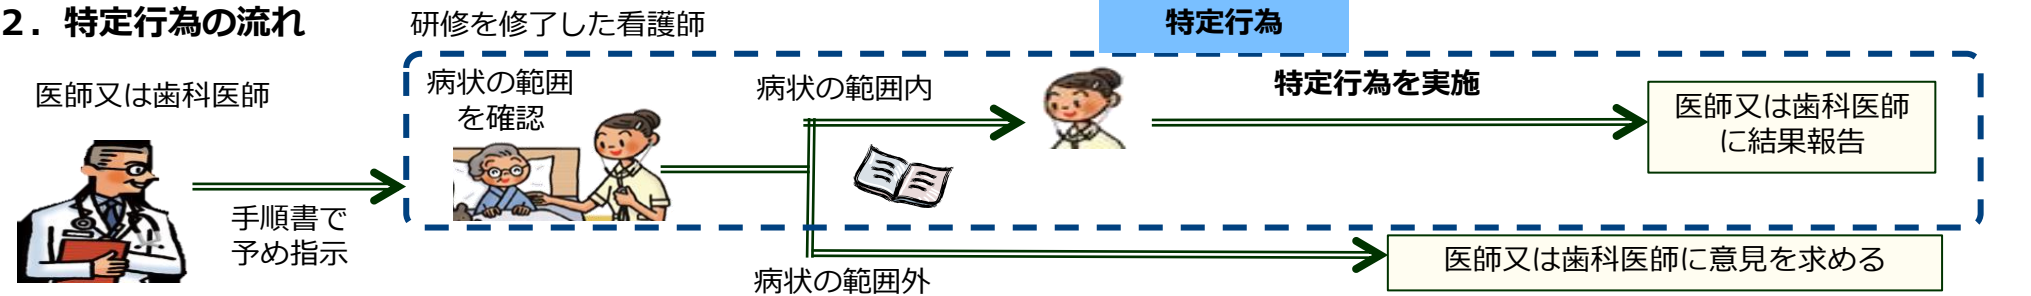 2．特定行為の流れ
研修を修了した看護師
特定行為
医師又は歯科医師
手順書で
予め指示
病状の範囲
を確認
病状の範囲内
特定行為を実施
医師又は歯科医師
に結果報告
病状の範囲外
医師又は歯科医師に意見を求める